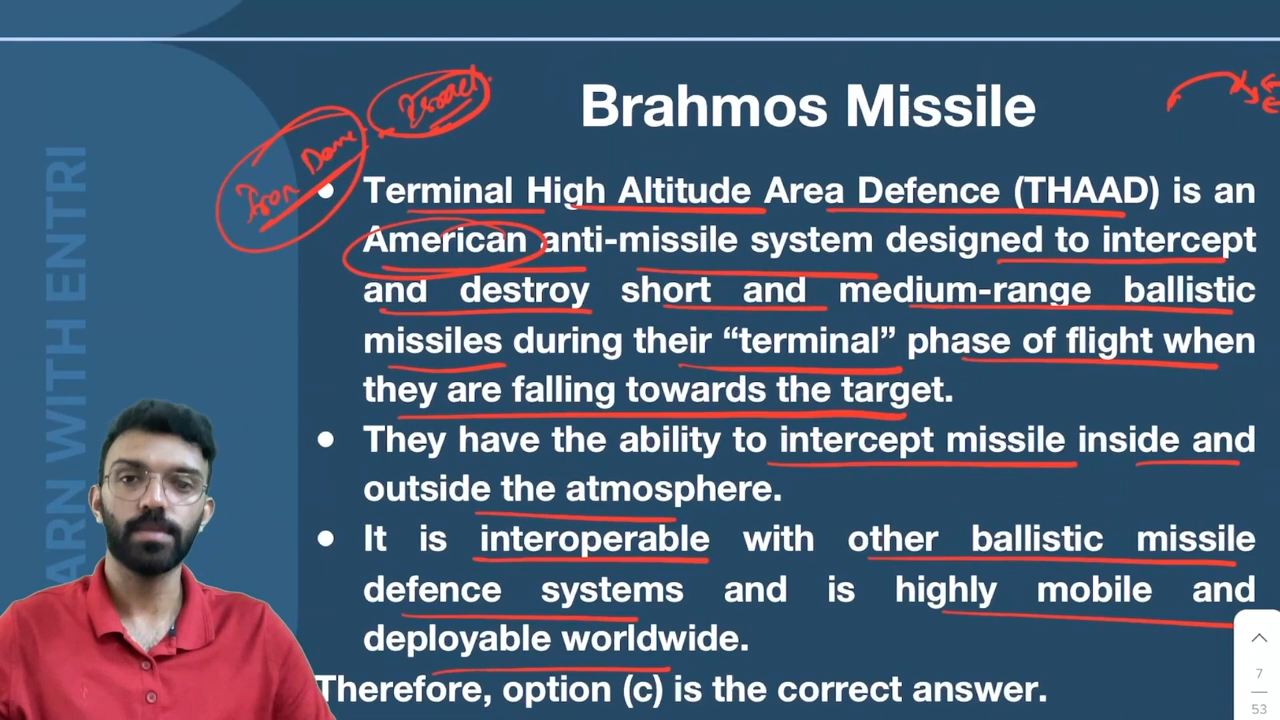 Brahmos Missile
Iron Dome - Israel
• Terminal High Altitude Area Defence (THAAD) is an
American anti-missile system designed to intercept
and destroy short and medium-range ballistic
missiles during their “terminal” phase of flight when
they are falling towards the target.
• They have the ability to intercept missile inside and
outside the atmosphere.
• It is interoperable with other ballistic missile
defence systems and is highly mobile and
deployable worldwide.
Therefore, option (c) is the correct answer.
ARN WITH ENTRI
7
53